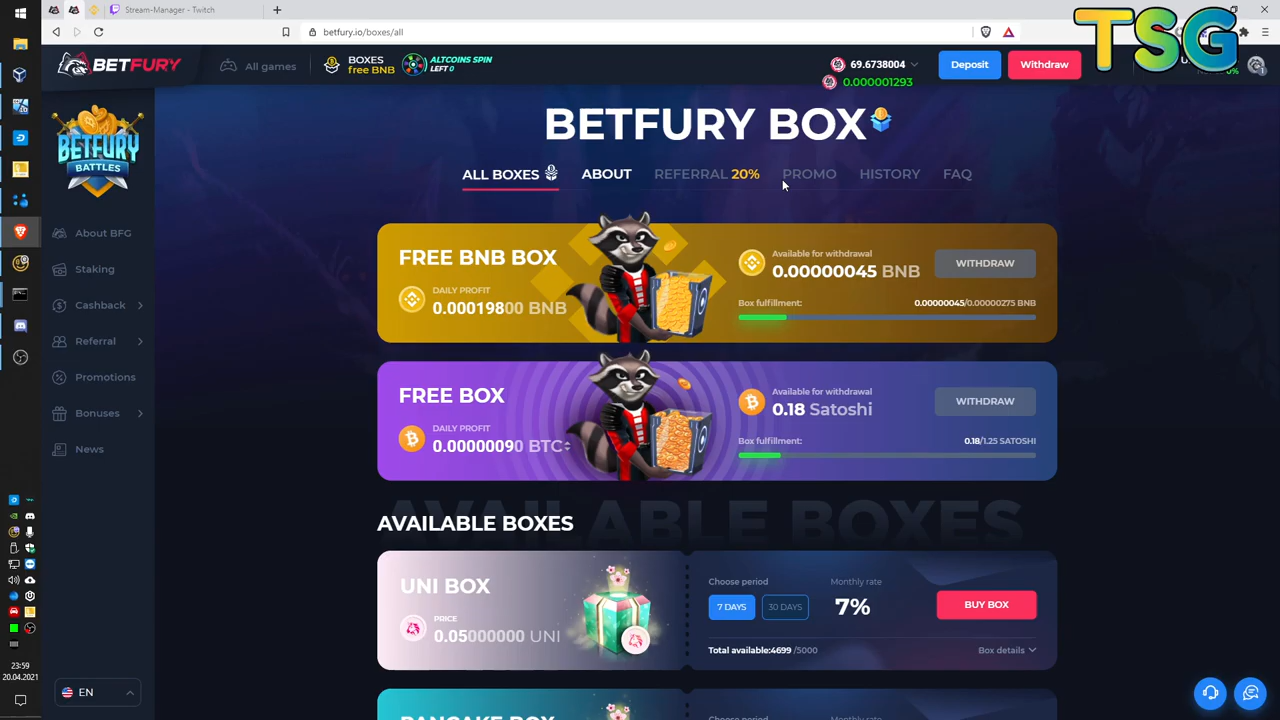 Stream-Manager - Twitch
betfury.io/boxes/all
TSG
BETFURY
All games
BOXES
free BNB
ALTCOINS SPIN
LEFT 0
69.6738004
0.000001293
Deposit
Withdraw
BETFURY
BATTLES
About BFG
Staking
Cashback
Referral
Promotions
Bonuses
News
EN
23:59
20.04.2021
BETFURY BOX
ALL BOXES
ABOUT
REFERRAL 20%
PROMO
HISTORY
FAQ
FREE BNB BOX
DAILY PROFIT
0.00019800 BNB
Available for withdrawal
0.00000045 BNB
WITHDRAW
Box fulfillment:
0.00000045/0.00000275 BNB
FREE BOX
DAILY PROFIT
0.00000090 BTC
Available for withdrawal
0.18 Satoshi
WITHDRAW
Box fulfillment:
0.18/1.25 SATOSHI
AVAILABLE BOXES
AVAILABLE BOXES
UNI BOX
PRICE
0.05000000 UNI
Choose period
7 DAYS
30 DAYS
Monthly rate
7%
BUY BOX
Total available:4699 /5000
Box details